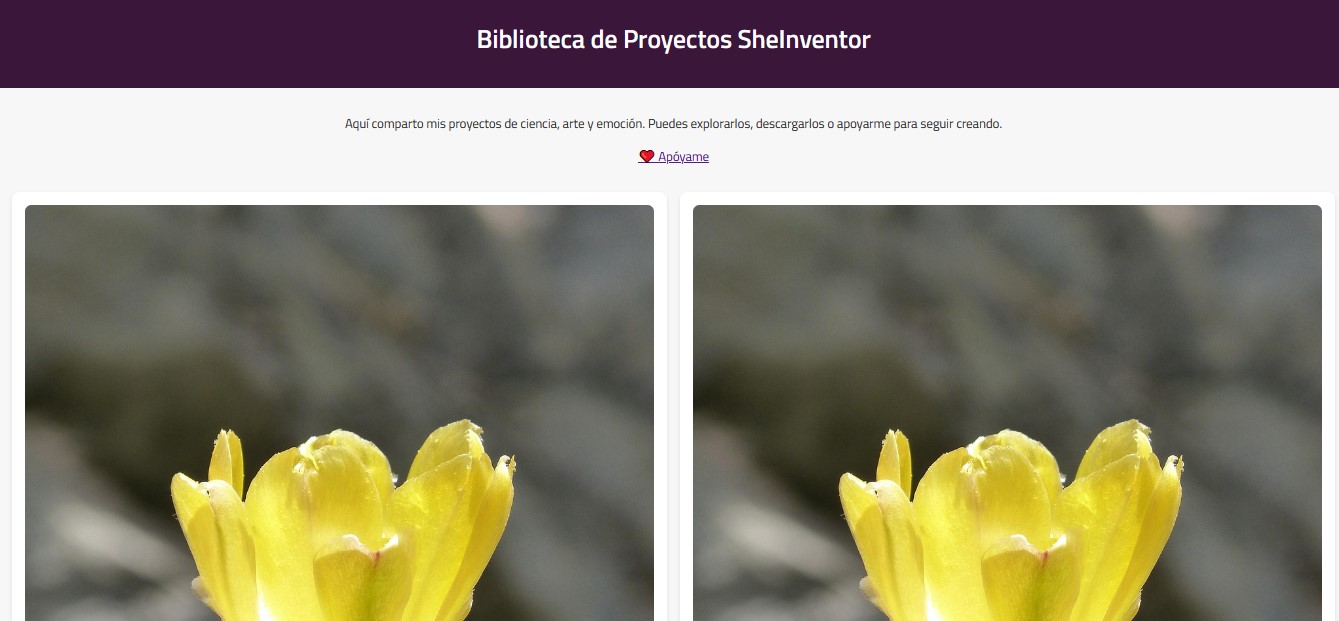 Biblioteca de Proyectos SheInventor
Aquí comparto mis proyectos de ciencia, arte y emoción. Puedes explorarlos, descargarlos o apoyarme para seguir creando.
❤️ Apóyame